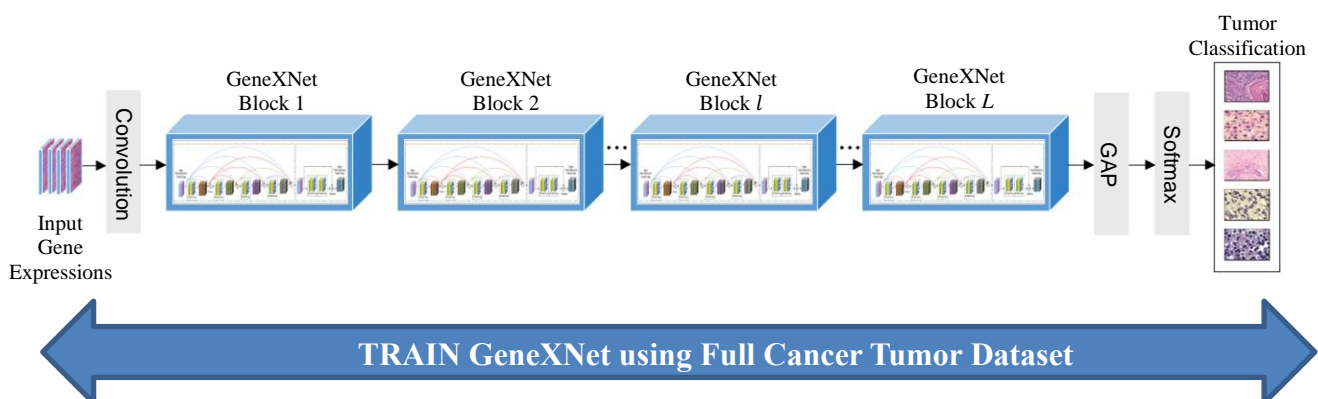 Tumor
Classification
GeneXNet
Block 1
GeneXNet
Block 2
GeneXNet
Block l
GeneXNet
Block L
Convolution
...
...
GAP
Softmax
Input
Gene
Expressions
TRAIN GeneXNet using Full Cancer Tumor Dataset